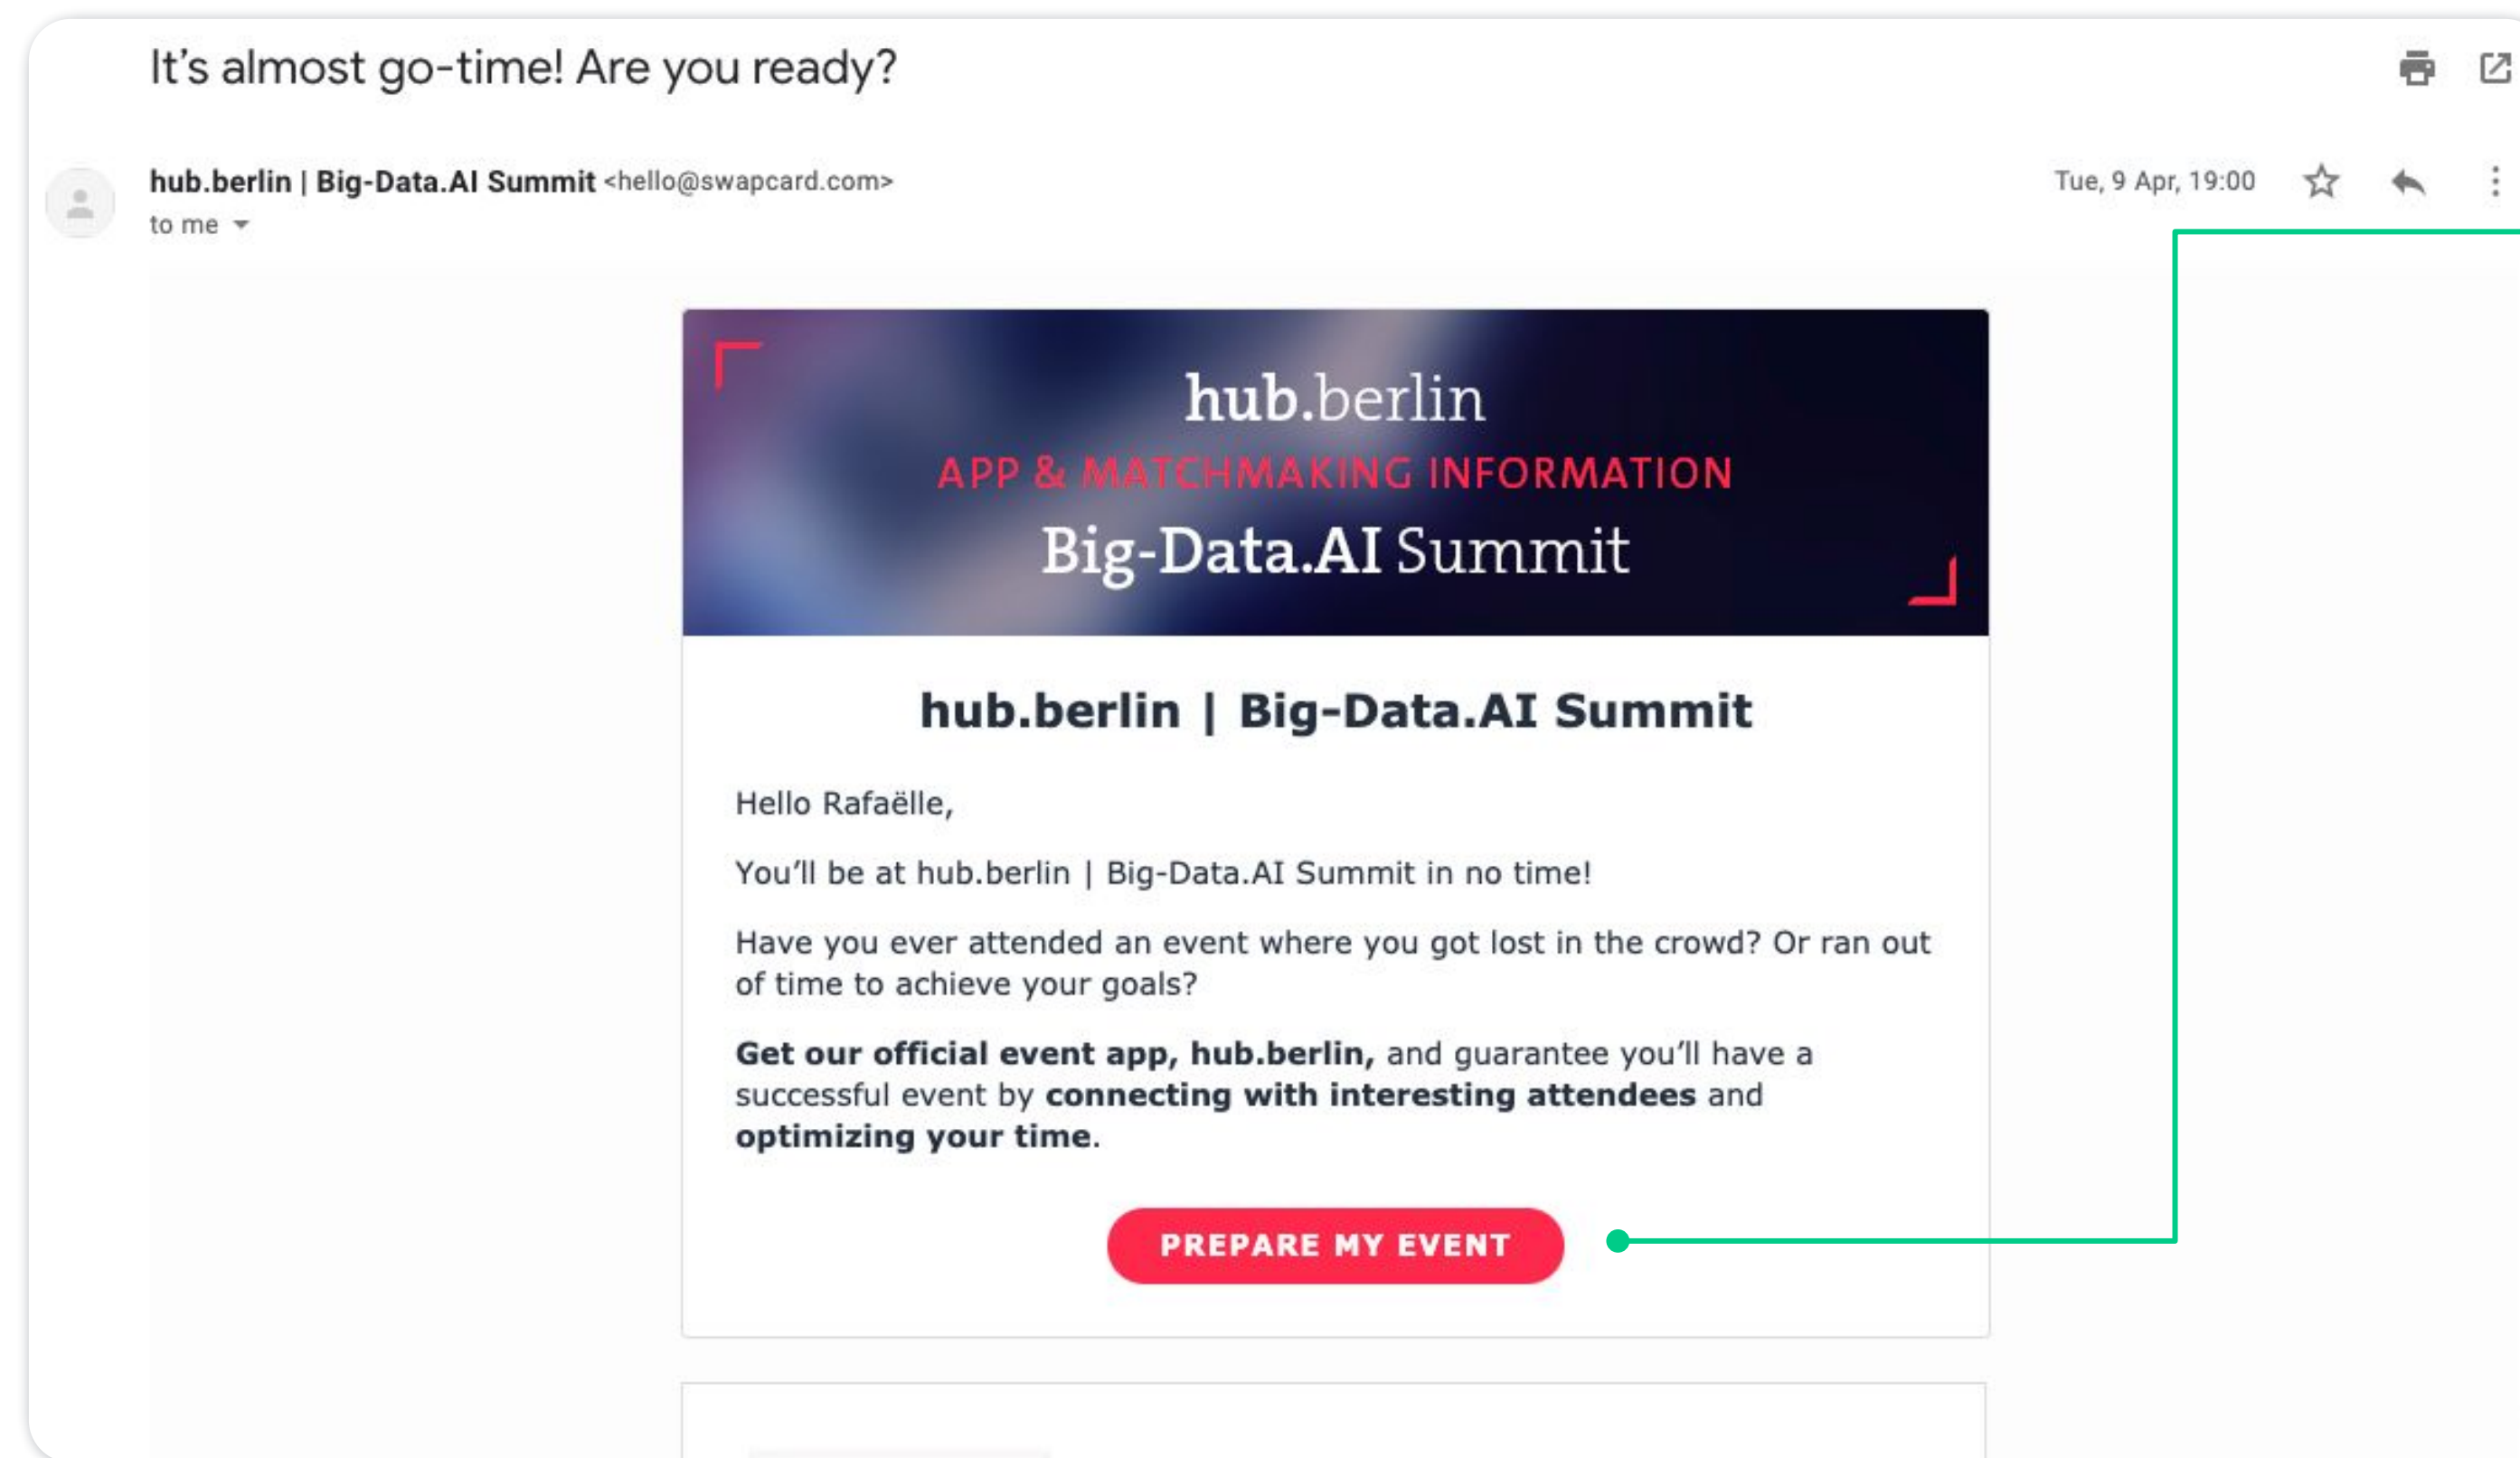 It’s almost go-time! Are you ready?
hub.berlin | Big-Data.AI Summit <hello@swapcard.com>
Tue, 9 Apr, 19:00
to me
hub.berlin
APP & MATCHMAKING INFORMATION
Big-Data.AI Summit
hub.berlin | Big-Data.AI Summit
Hello Rafaëlle,
You’ll be at hub.berlin | Big-Data.AI Summit in no time!
Have you ever attended an event where you got lost in the crowd? Or ran out
of time to achieve your goals?
Get our official event app, hub.berlin, and guarantee you’ll have a
successful event by connecting with interesting attendees and
optimizing your time.
PREPARE MY EVENT